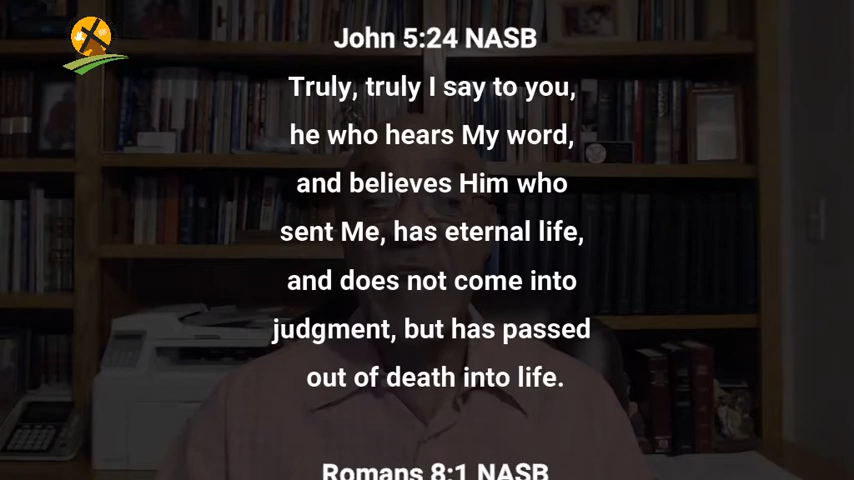 John 5:24 NASB
Truly, truly I say to you,
he who hears My word,
and believes Him who
sent Me, has eternal life,
and does not come into
judgment, but has passed
out of death into life.
Romans 8:1 NASB